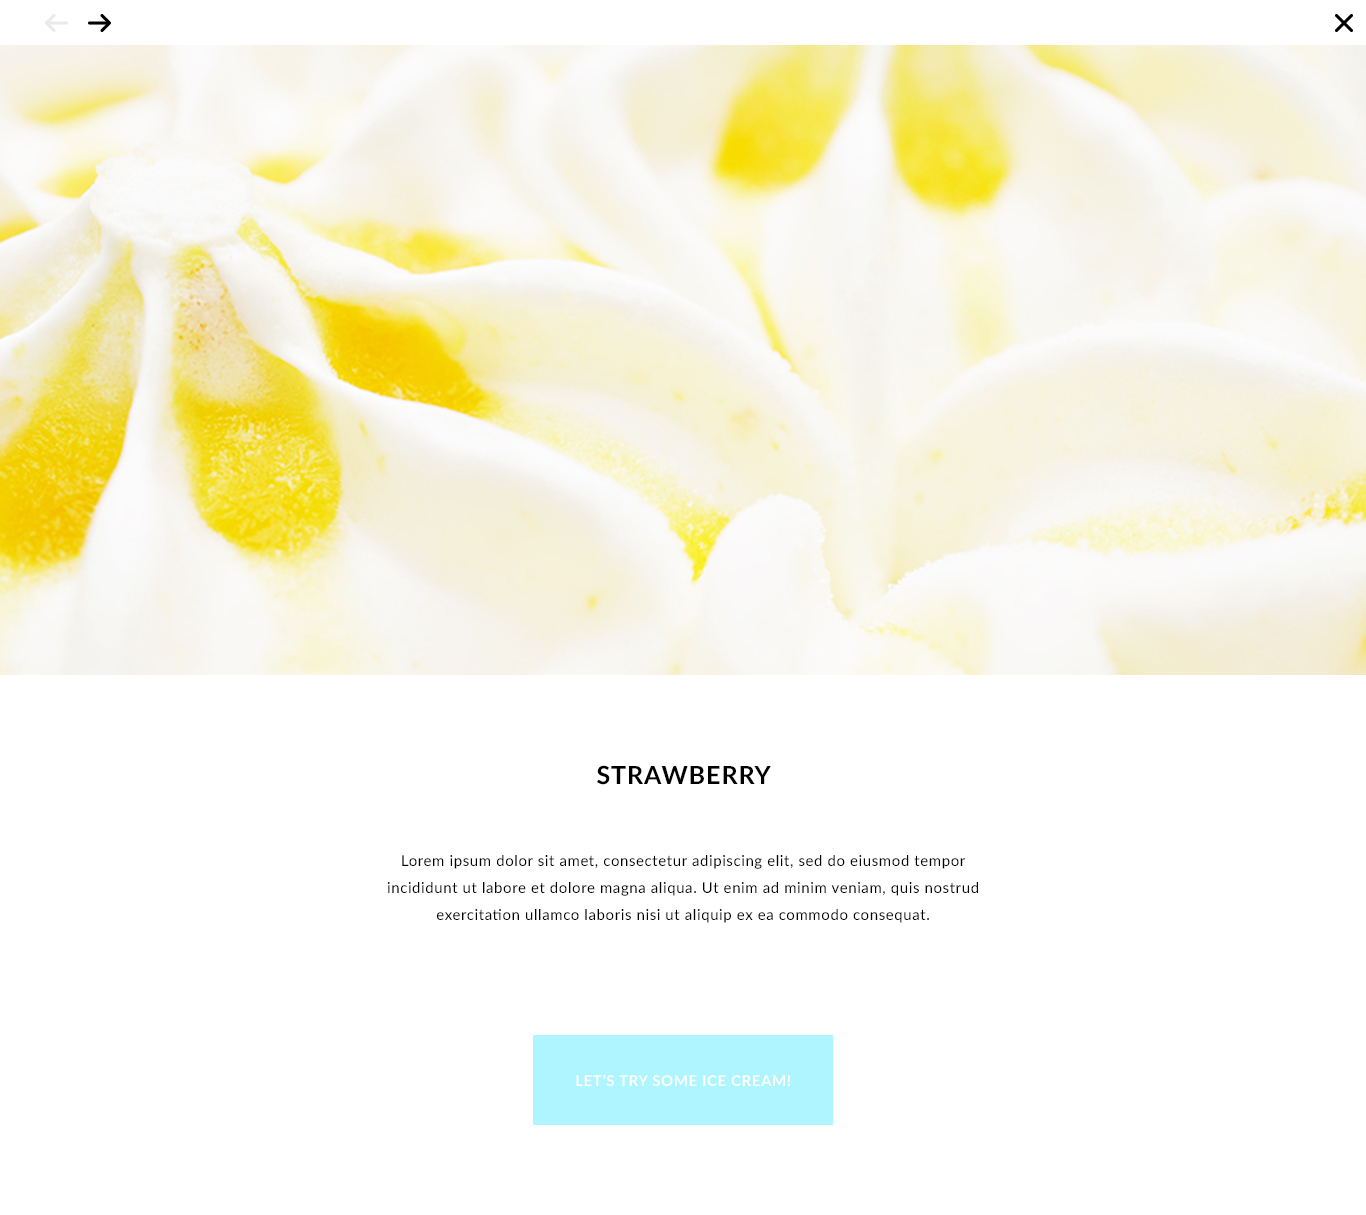 STRAWBERRY
Lorem ipsum dolor sit amet, consectetur adipiscing elit, sed do eiusmod tempor
incididunt ut labore et dolore magna aliqua. Ut enim ad minim veniam, quis nostrud
exercitation ullamco laboris nisi ut aliquip ex ea commodo consequat.
LET'S TRY SOME ICE CREAM!